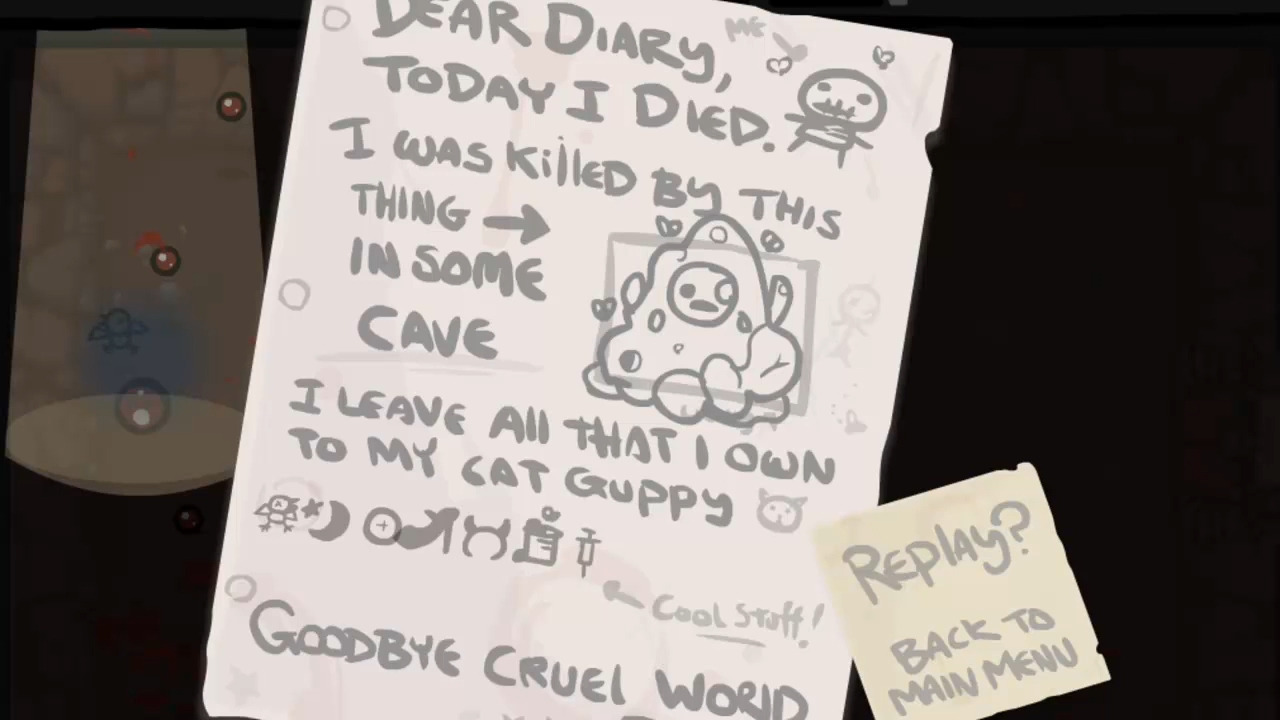 DEAR DIARY,
ME
TODAY I DIED.
I WAS KILLED BY THIS
THING →
IN SOME
CAVE
I LEAVE All THAT I OWN
TO MY CAT GUPPY
COOL STUFF!
GOODBYE CRUEL WORLD
REPLAY?
BACK TO
MAIN MENU